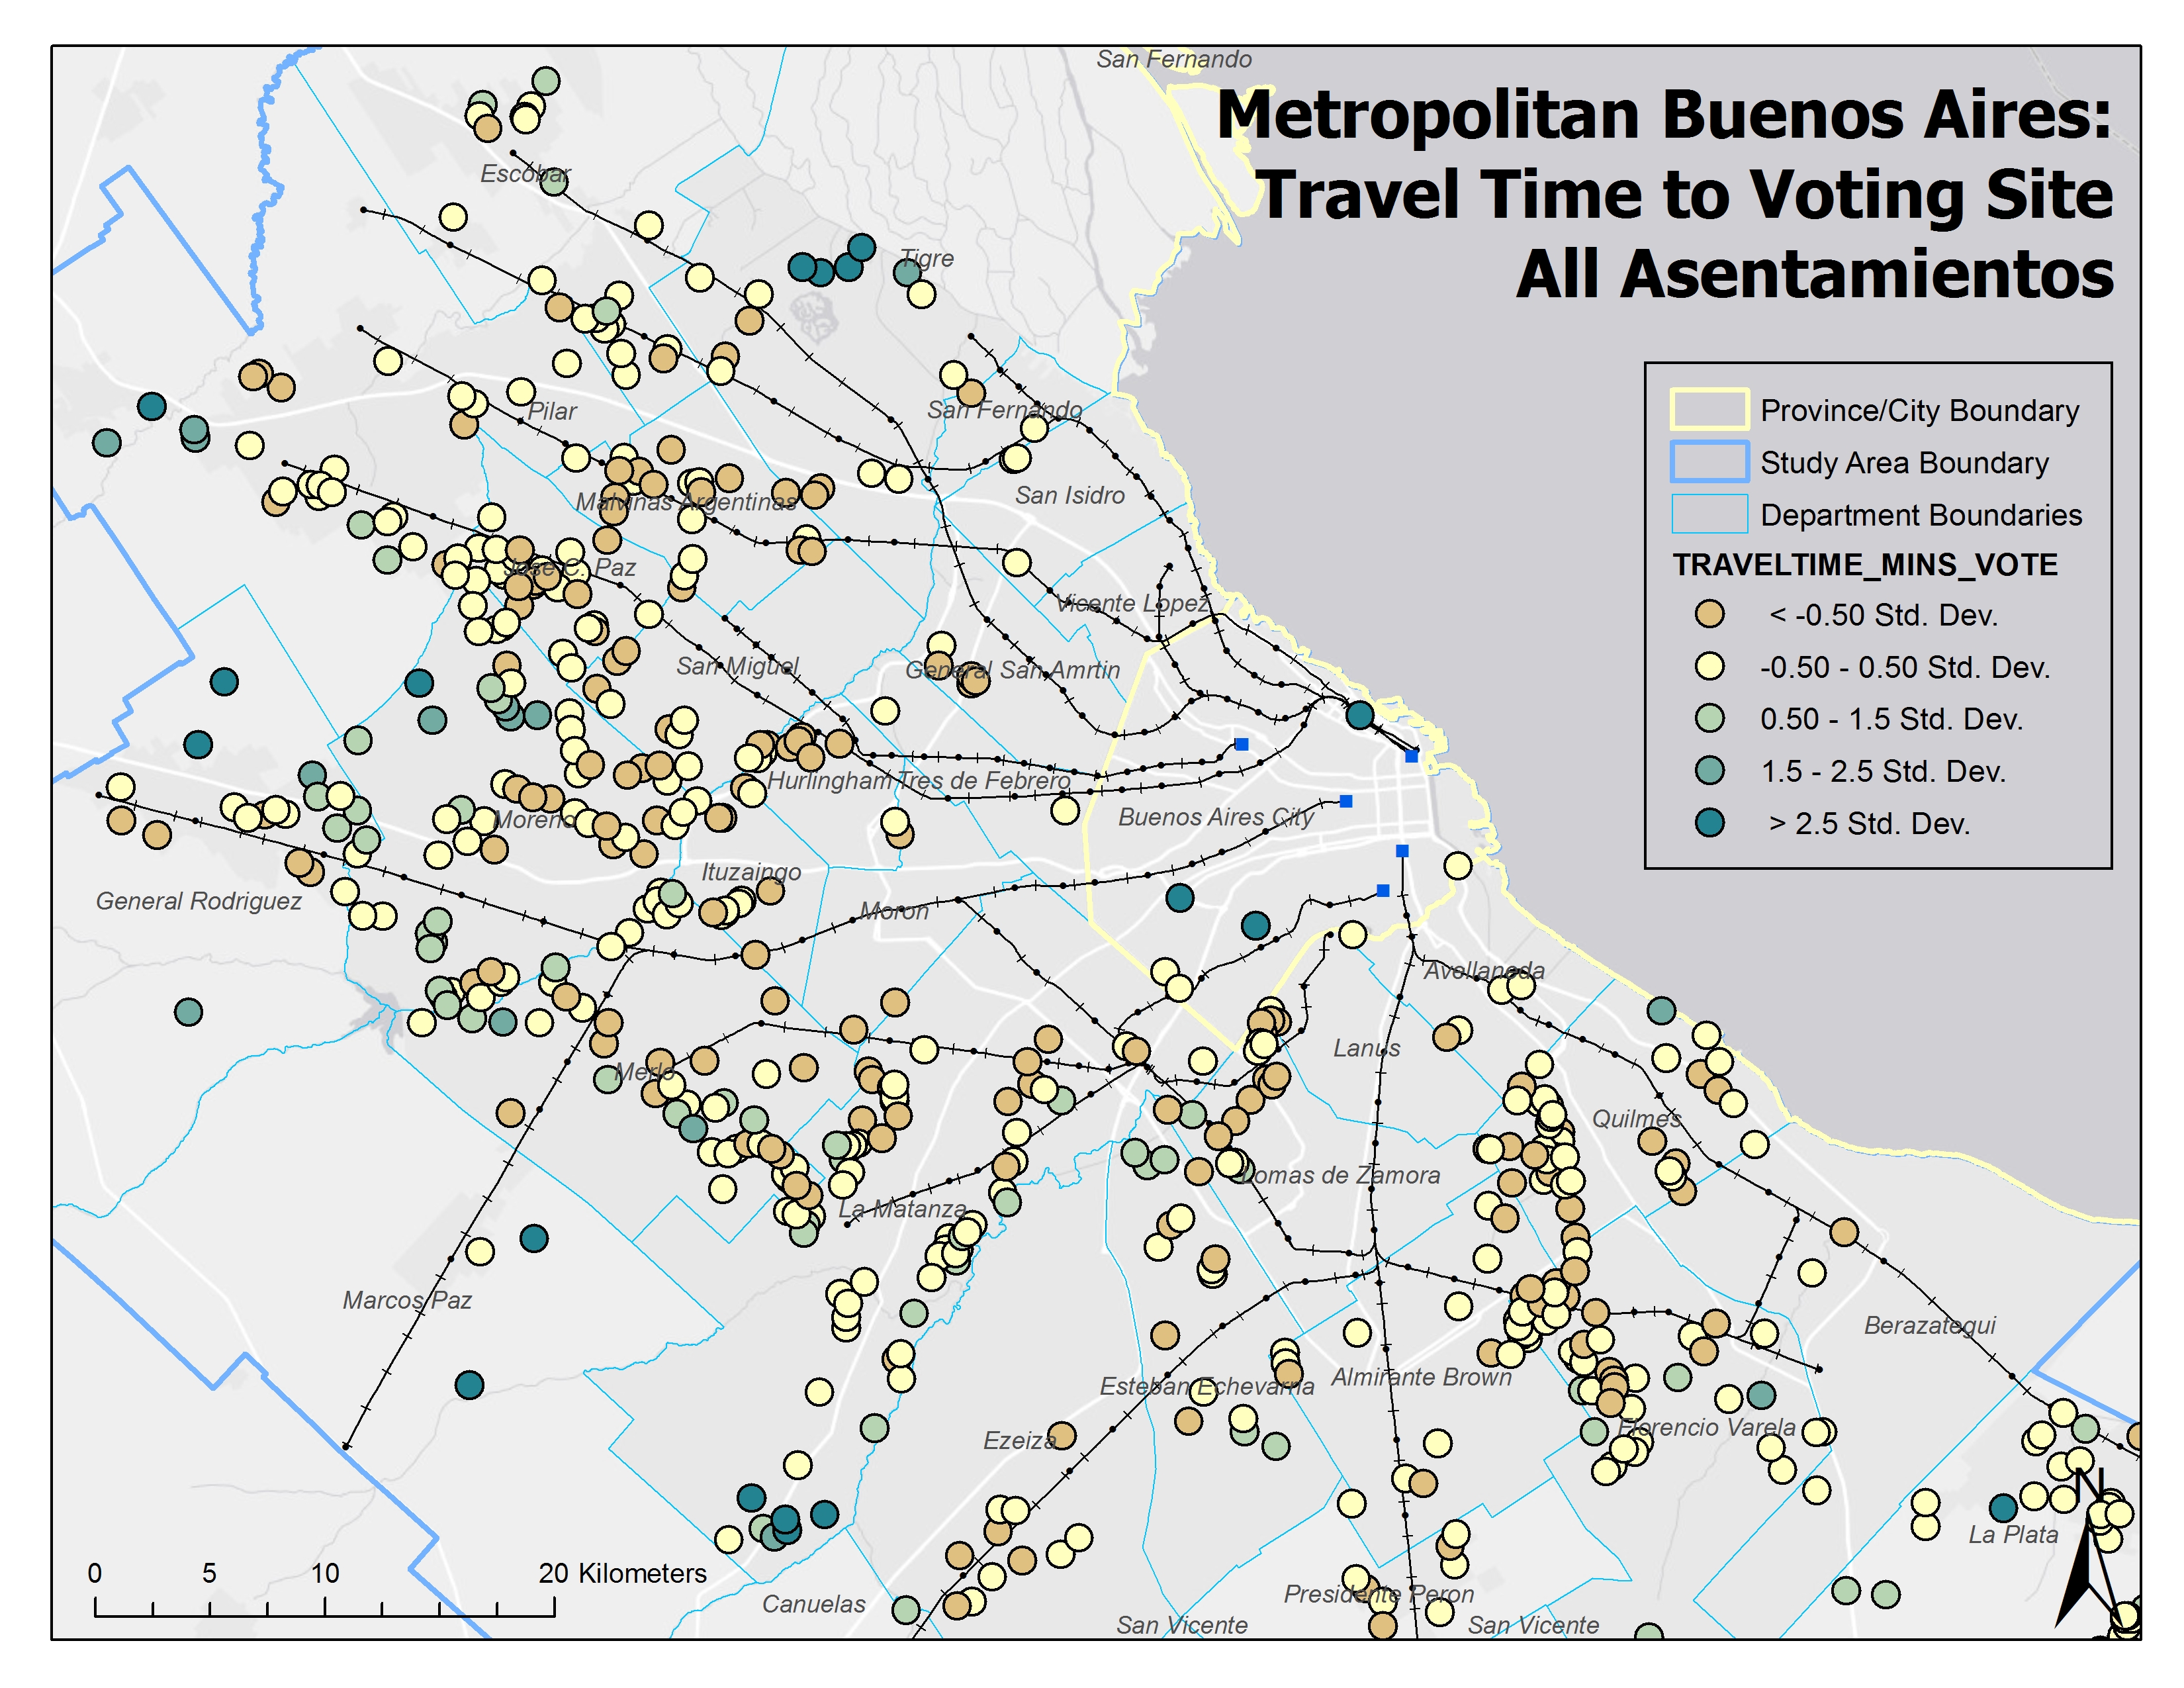 San Fernando
Metropolitan Buenos Aires:
Travel Time to Voting Site
All Asentamientos
Escobar
Tigre
Province/City Boundary
Study Area Boundary
Department Boundaries
TRAVELTIME_MINS_VOTE
< -0.50 Std. Dev.
-0.50 - 0.50 Std. Dev.
0.50 - 1.5 Std. Dev.
1.5 - 2.5 Std. Dev.
> 2.5 Std. Dev.
Pilar
San Fernando
San Isidro
Malvinas Argentinas
Jose C. Paz
Vicente Lopez
San Miguel
General San Amrtin
Hurlingham
Tres de Febrero
Buenos Aires City
Moreno
Ituzaingo
General Rodriguez
Moron
Avollaneda
Lanus
Merlo
Quilmes
Lomas de Zamora
La Matanza
Marcos Paz
Berazategui
Almirante Brown
Esteban Echevarria
Florencio Varela
Ezeiza
N
La Plata
0 5 10 20 Kilometers
Canuelas
Presidente Peron
San Vicente
San Vicente